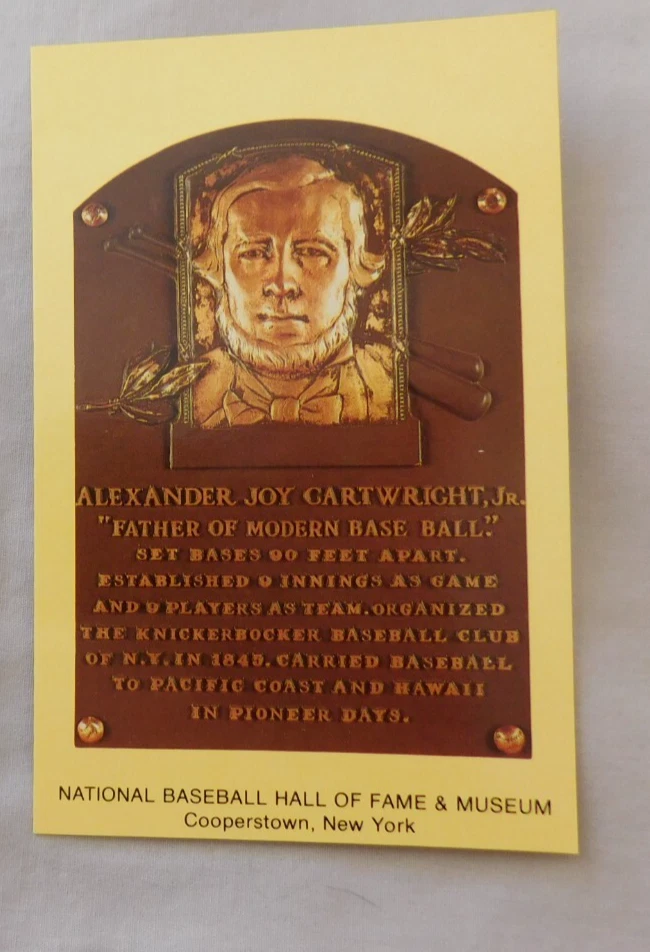 ALEXANDER JOY CARTWRIGHT, JR.
"FATHER OF MODERN BASE BALL."
SET BASES 90 FEET APART.
ESTABLISHED 9 INNINGS AS GAME
AND 9 PLAYERS AS TEAM. ORGANIZED
THE KNICKERBOCKER BASEBALL CLUB
OF N.Y. IN 1845. CARRIED BASEBALL
TO PACIFIC COAST AND HAWAII
IN PIONEER DAYS.
NATIONAL BASEBALL HALL OF FAME & MUSEUM
Cooperstown, New York